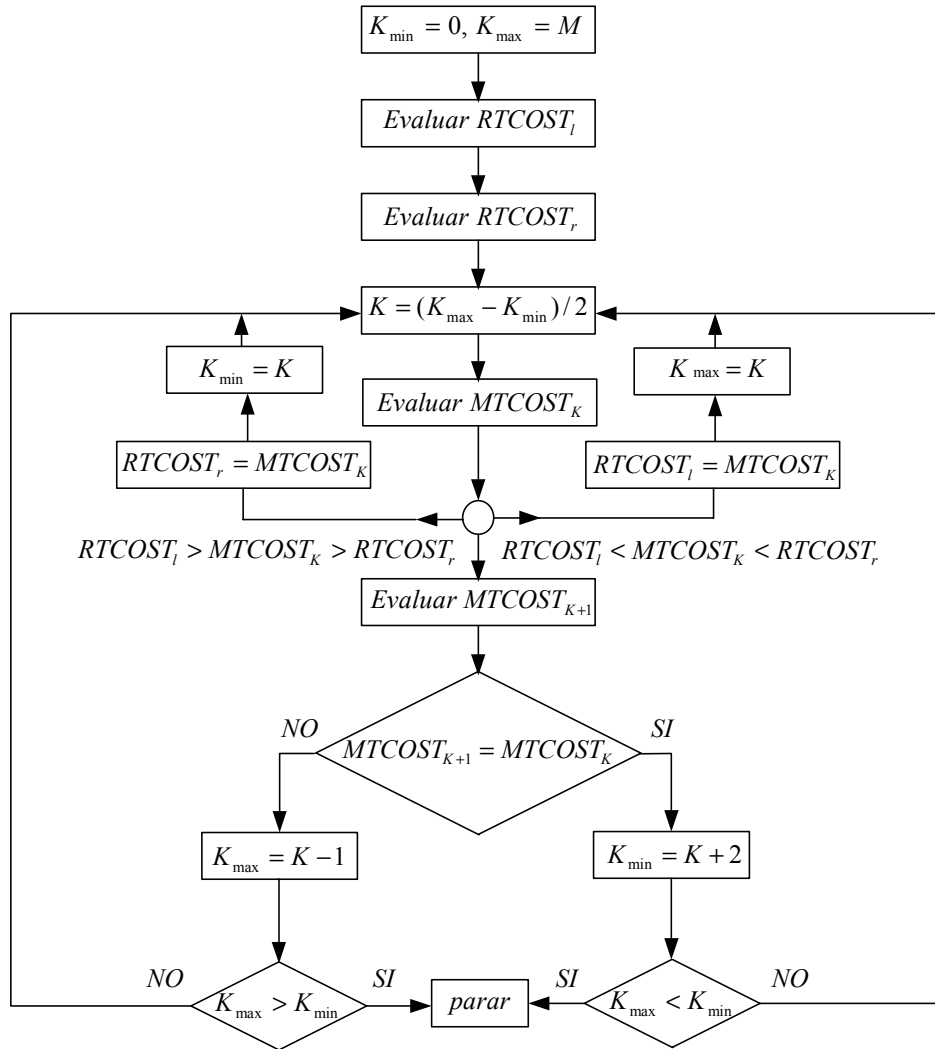 K_min = 0, K_max = M
Evaluar RTCOST_l
Evaluar RTCOST_r
K = (K_max − K_min) / 2
K_min = K
K_max = K
Evaluar MTCOST_K
RTCOST_r = MTCOST_K
RTCOST_l = MTCOST_K
RTCOST_l > MTCOST_K > RTCOST_r
RTCOST_l < MTCOST_K < RTCOST_r
Evaluar MTCOST_{K+1}
NO
SI
MTCOST_{K+1} = MTCOST_K
K_max = K − 1
K_min = K + 2
NO
K_max > K_min
SI
parar
SI
K_max < K_min
NO